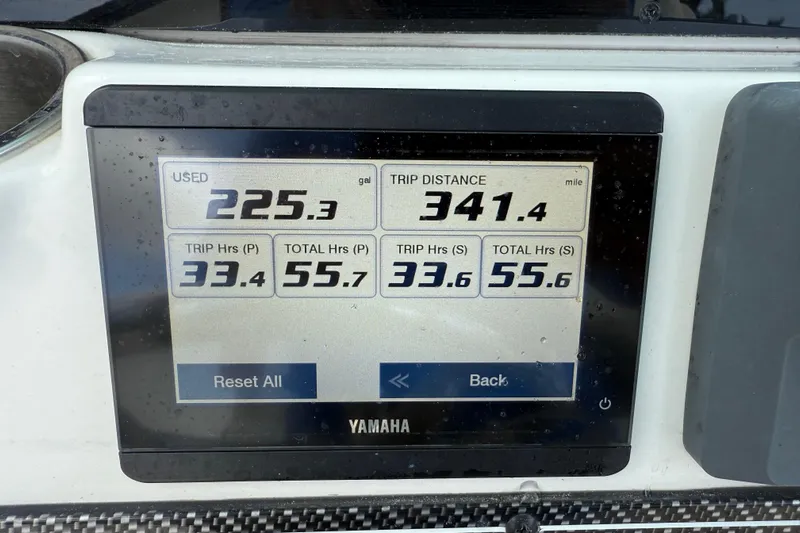 USED gal
225.3
TRIP DISTANCE mile
341.4
TRIP Hrs (P)
33.4
TOTAL Hrs (P)
55.7
TRIP Hrs (S)
33.6
TOTAL Hrs (S)
55.6
Reset All
Back
YAMAHA